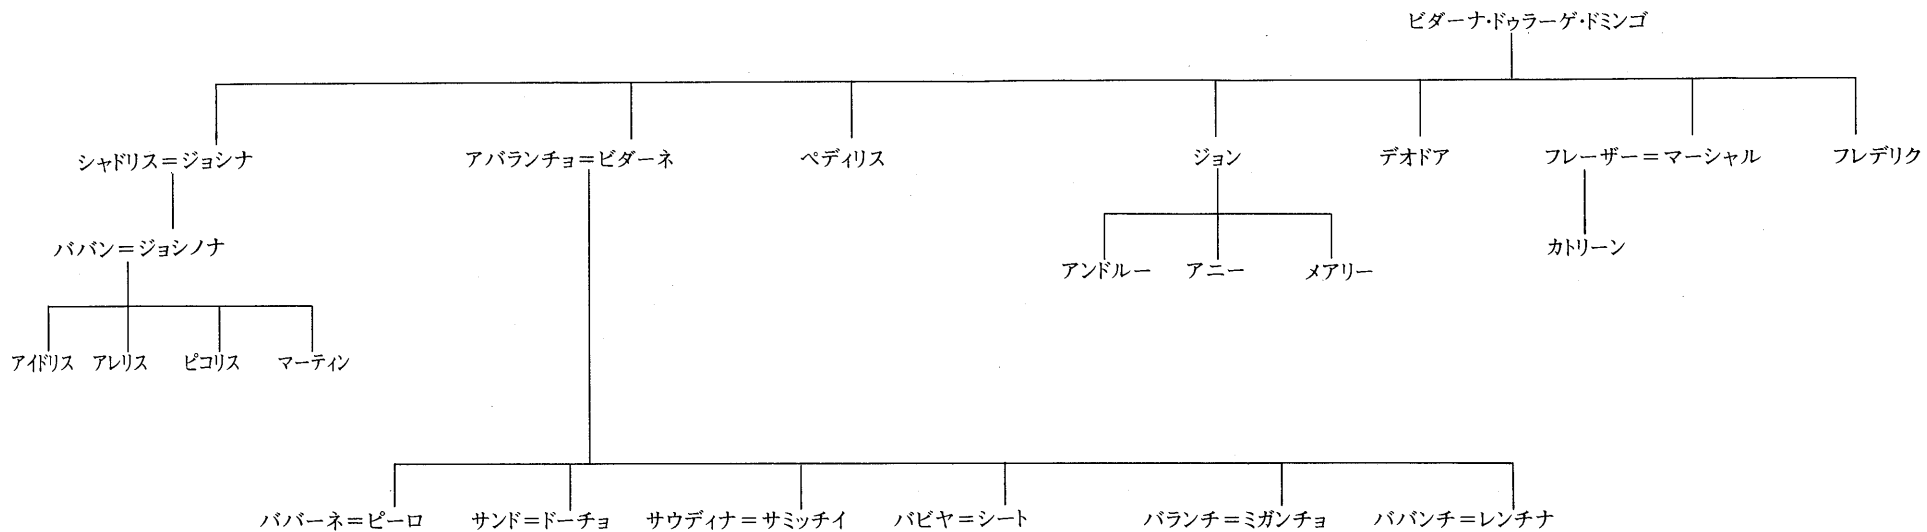 ビダーナ・ドゥラーゲ・ドミンゴ
シャドリス＝ジョシナ アバランチョ＝ビダーネ ペディリス ジョン デオドア フレーザー＝マーシャル フレデリク
ババン＝ジョシノナ カトリーン
アンドルー アニー メアリー
アイドリス アレリス ピコリス マーティン
ババーネ＝ピーロ サンド＝ドーチョ サウディナ＝サミッチイ バビヤ＝シート バランチ＝ミガンチョ ババンチ＝レンチナ